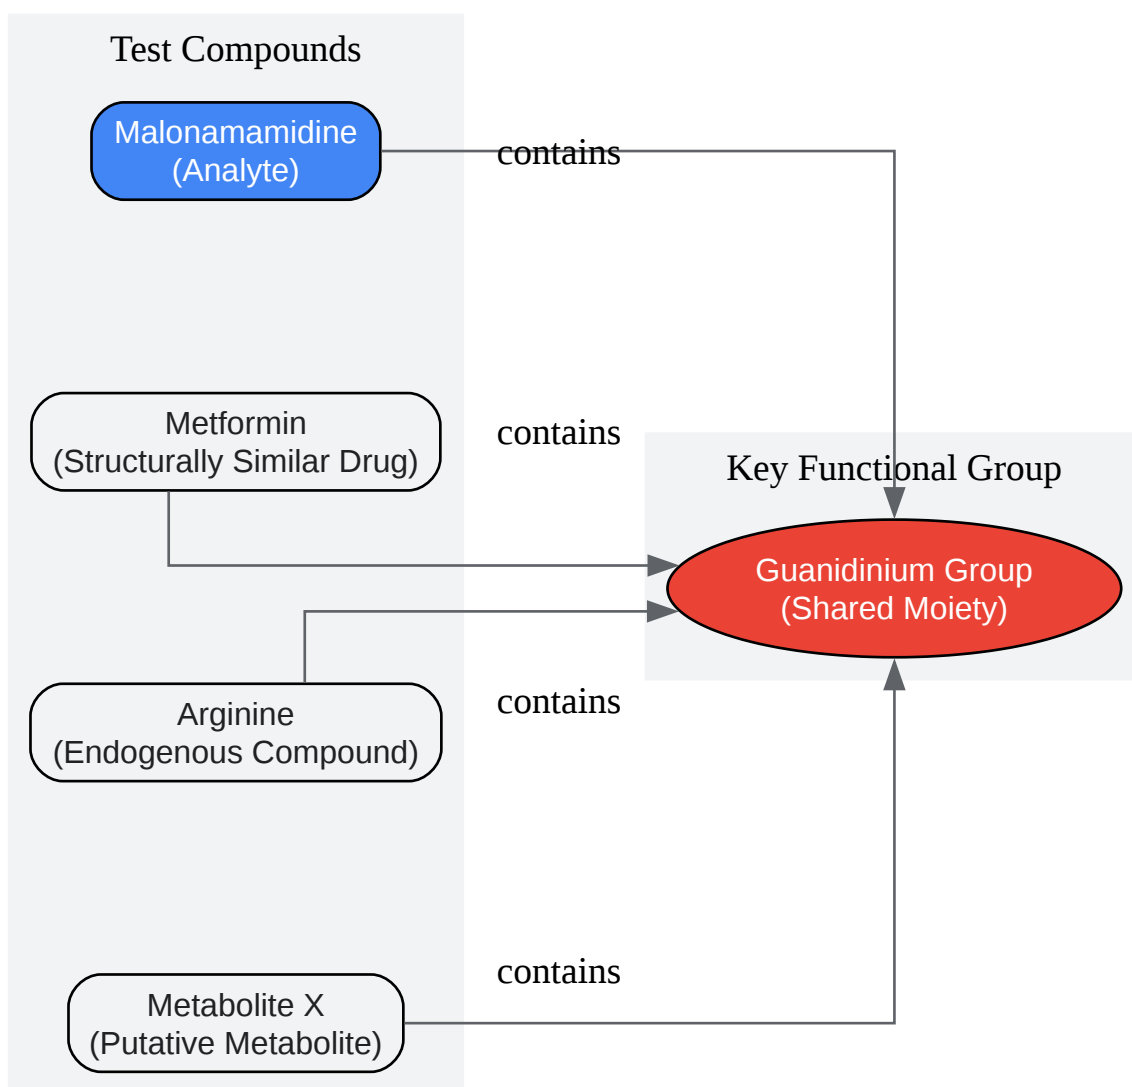 Test Compounds
Malonamamidine
(Analyte)
contains
Metformin
(Structurally Similar Drug)
contains
Key Functional Group
Guanidinium Group
(Shared Moiety)
Arginine
(Endogenous Compound)
contains
Metabolite X
(Putative Metabolite)
contains